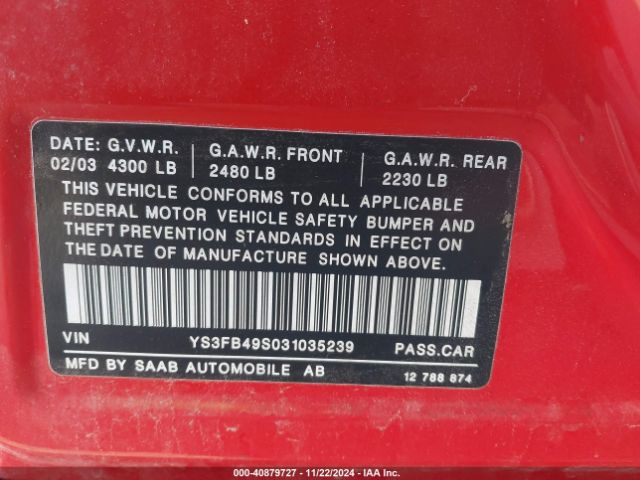 DATE: G.V.W.R. G.A.W.R. FRONT G.A.W.R. REAR
02/03 4300 LB 2480 LB 2230 LB
THIS VEHICLE CONFORMS TO ALL APPLICABLE
FEDERAL MOTOR VEHICLE SAFETY BUMPER AND
THEFT PREVENTION STANDARDS IN EFFECT ON
THE DATE OF MANUFACTURE SHOWN ABOVE.
VIN YS3FB49S031035239 PASS.CAR
MFD BY SAAB AUTOMOBILE AB 12 788 874
000-40879727 - 11/22/2024 - IAA Inc.